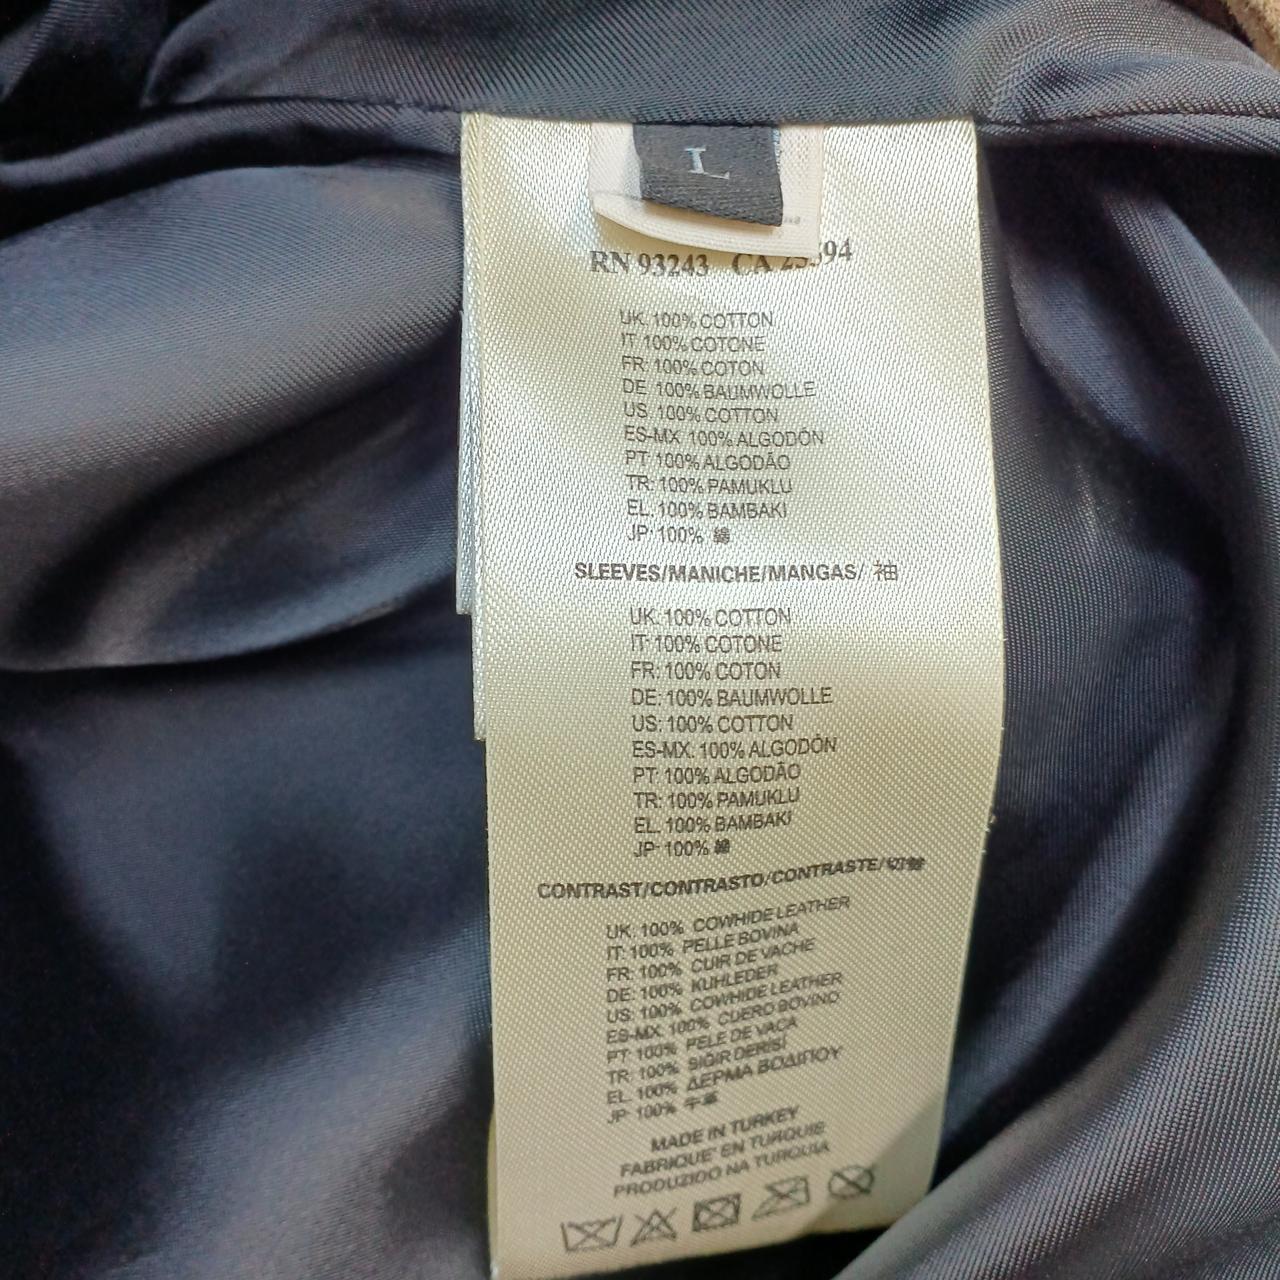 L
RN 93243 CA
UK: 100% COTTON
IT 100% COTONE
FR: 100% COTON
DE 100% BAUMWOLLE
US: 100% COTTON
ES-MX 100% ALGODÓN
PT 100% ALGODÃO
TR: 100% PAMUKLU
EL. 100% BAMBAKI
JP 100% 綿
SLEEVES/MANICHE/MANGAS/ 袖
UK: 100% COTTON
IT: 100% COTONE
FR: 100% COTON
DE: 100% BAUMWOLLE
US: 100% COTTON
ES-MX. 100% ALGODÓN
PT: 100% ALGODÃO
TR: 100% PAMUKLU
EL. 100% BAMBAKI
JP 100% 綿
CONTRAST/CONTRASTO/CONTRASTE/切替
UK: 100% COWHIDE LEATHER
IT: 100% PELLE BOVINA
FR: 100% CUIR DE VACHE
DE: 100% KUHLEDER
US: 100% COWHIDE LEATHER
ES-MX 100% CUERO BOVINO
PT 100% PELE DE VACA
TR: 100% SIĞIR DERİSİ
EL. 100% ΔΕΡΜΑ ΒΟΔΙΠΟΥ
JP 100% 牛革
MADE IN TURKEY
FABRIQUE' EN TURQUIE
PRODUZIDO NA TURQUIA